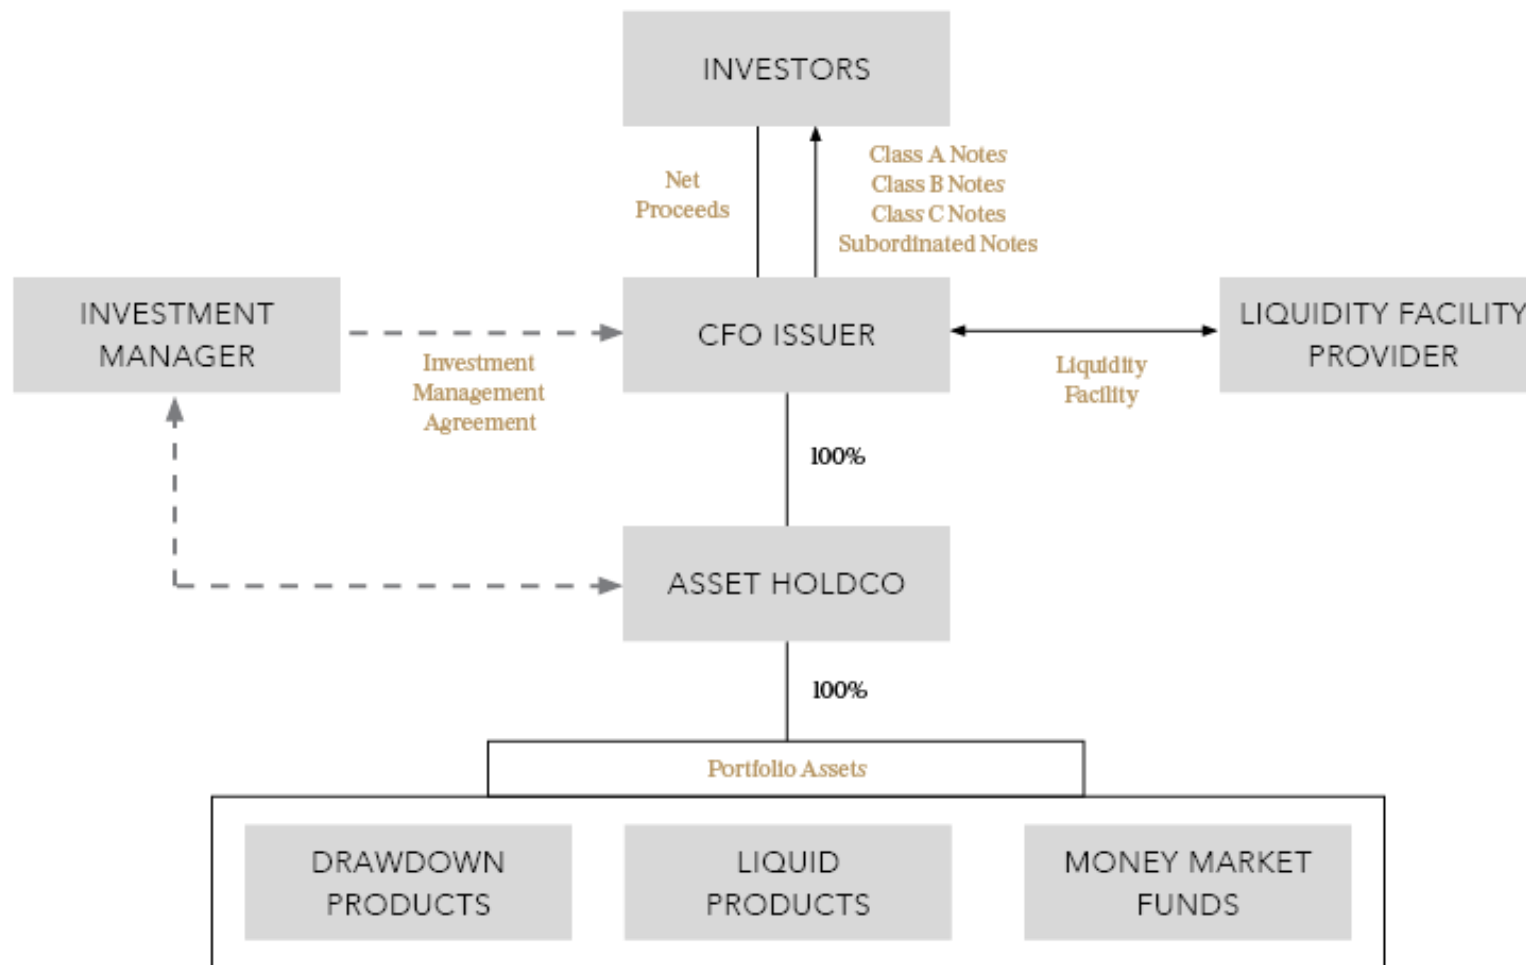 INVESTORS
Net
Proceeds
Class A Notes
Class B Notes
Class C Notes
Subordinated Notes
INVESTMENT
MANAGER
Investment
Management
Agreement
CFO ISSUER
Liquidity
Facility
LIQUIDITY FACILITY
PROVIDER
100%
ASSET HOLDCO
100%
Portfolio Assets
DRAWDOWN
PRODUCTS
LIQUID
PRODUCTS
MONEY MARKET
FUNDS